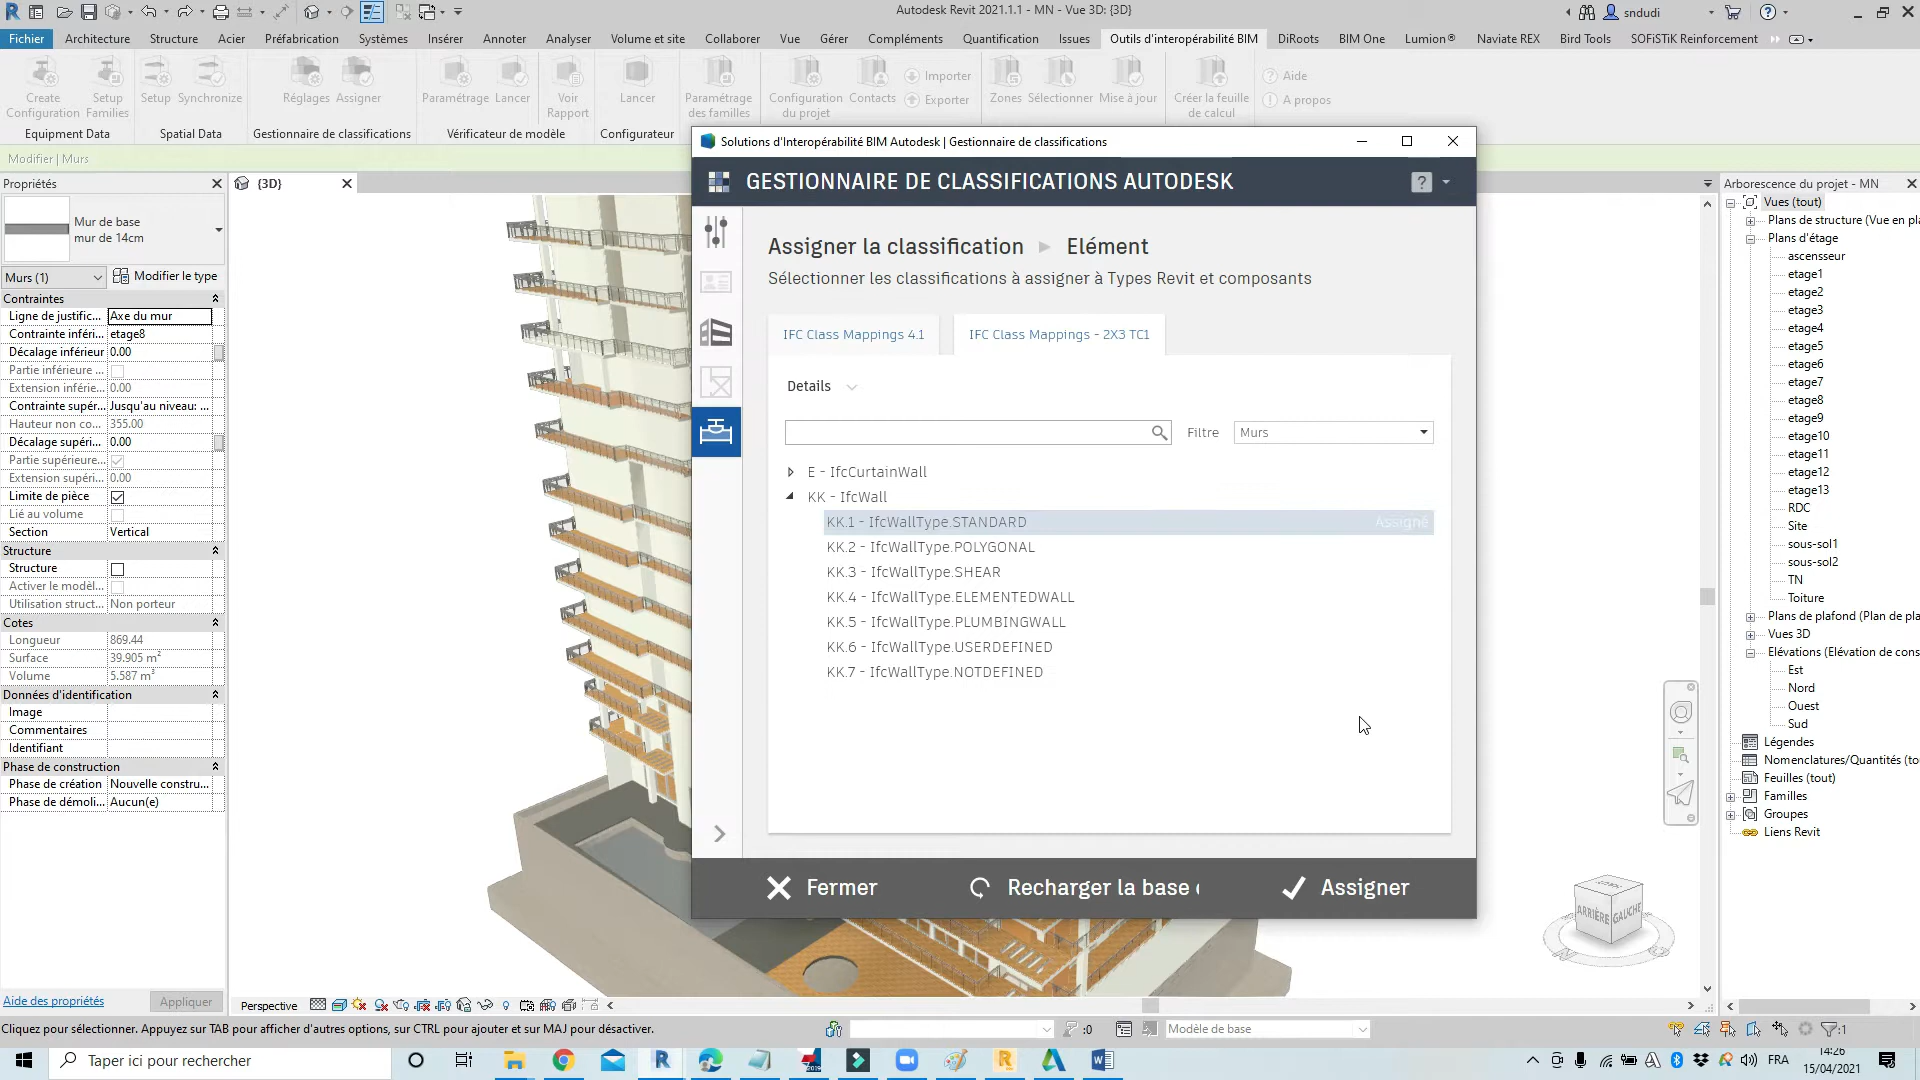 Autodesk Revit 2021.1.1 - MN - Vue 3D: {3D}
sndudi
Fichier Architecture Structure Acier Préfabrication Systèmes Insérer Annoter Analyser Volume et site Collaborer Vue Gérer Compléments Quantification Issues Outils d'interopérabilité BIM DiRoots BIM One Lumion® Naviate REX Bird Tools SOFiSTiK Reinforcement
Create Configuration
Setup Families
Setup
Synchronize
Réglages
Assigner
Paramétrage
Lancer
Voir Rapport
Lancer
Paramétrage des familles
Configuration du projet
Contacts
Importer
Exporter
Zones
Sélectionner
Mise à jour
Créer la feuille de calcul
Aide
A propos
Equipment Data
Spatial Data
Gestionnaire de classifications
Vérificateur de modèle
Configurateur
Modifier | Murs
Propriétés
Mur de base
mur de 14cm
Murs (1)
Modifier le type
Contraintes
Ligne de justific... Axe du mur
Contrainte inféri... etage8
Décalage inférieur 0.00
Partie inférieure ...
Extension inférie... 0.00
Contrainte supér... Jusqu'au niveau: ...
Hauteur non co... 355.00
Décalage supéri... 0.00
Partie supérieure...
Extension supéri... 0.00
Limite de pièce
Lié au volume
Section Vertical
Structure
Structure
Activer le modèl...
Utilisation struct... Non porteur
Cotes
Longueur 869.44
Surface 39.905 m²
Volume 5.587 m³
Données d'identification
Image
Commentaires
Identifiant
Phase de construction
Phase de création Nouvelle constru...
Phase de démoli... Aucun(e)
Aide des propriétés
Appliquer
{3D}
Solutions d'Interopérabilité BIM Autodesk | Gestionnaire de classifications
GESTIONNAIRE DE CLASSIFICATIONS AUTODESK
?
Assigner la classification Elément
Sélectionner les classifications à assigner à Types Revit et composants
IFC Class Mappings 4.1
IFC Class Mappings - 2X3 TC1
Details
Filtre
Murs
E - IfcCurtainWall
KK - IfcWall
KK.1 - IfcWallType.STANDARD Assigné
KK.2 - IfcWallType.POLYGONAL
KK.3 - IfcWallType.SHEAR
KK.4 - IfcWallType.ELEMENTEDWALL
KK.5 - IfcWallType.PLUMBINGWALL
KK.6 - IfcWallType.USERDEFINED
KK.7 - IfcWallType.NOTDEFINED
Fermer
Recharger la base
Assigner
ARRIÈRE
GAUCHE
Arborescence du projet - MN
Vues (tout)
Plans de structure (Vue en pla
Plans d'étage
ascensseur
etage1
etage2
etage3
etage4
etage5
etage6
etage7
etage8
etage9
etage10
etage11
etage12
etage13
RDC
Site
sous-sol1
sous-sol2
TN
Toiture
Plans de plafond (Plan de pla
Vues 3D
Elévations (Elévation de cons
Est
Nord
Ouest
Sud
Légendes
Nomenclatures/Quantités (to
Feuilles (tout)
Familles
Groupes
Liens Revit
Perspective
Cliquez pour sélectionner. Appuyez sur TAB pour afficher d'autres options, sur CTRL pour ajouter et sur MAJ pour désactiver.
:0
Modèle de base
:1
Taper ici pour rechercher
FRA
14:26
15/04/2021